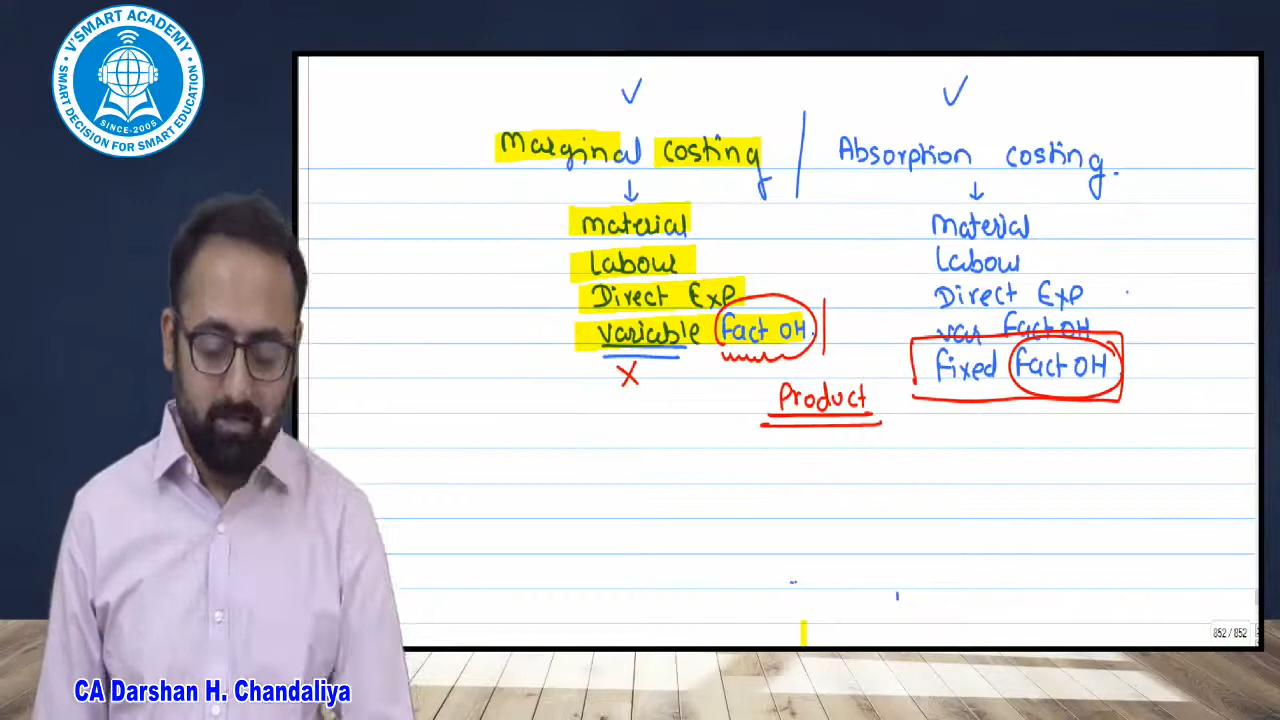 V'SMART ACADEMY
SMART DECISION FOR SMART EDUCATION
SINCE-2005
Marginal costing
Material
Labour
Direct Exp
variable Fact OH
X
Absorption costing.
Material
Labour
Direct Exp
var Fact OH
fixed Fact OH
Product
852 / 852
CA Darshan H. Chandaliya